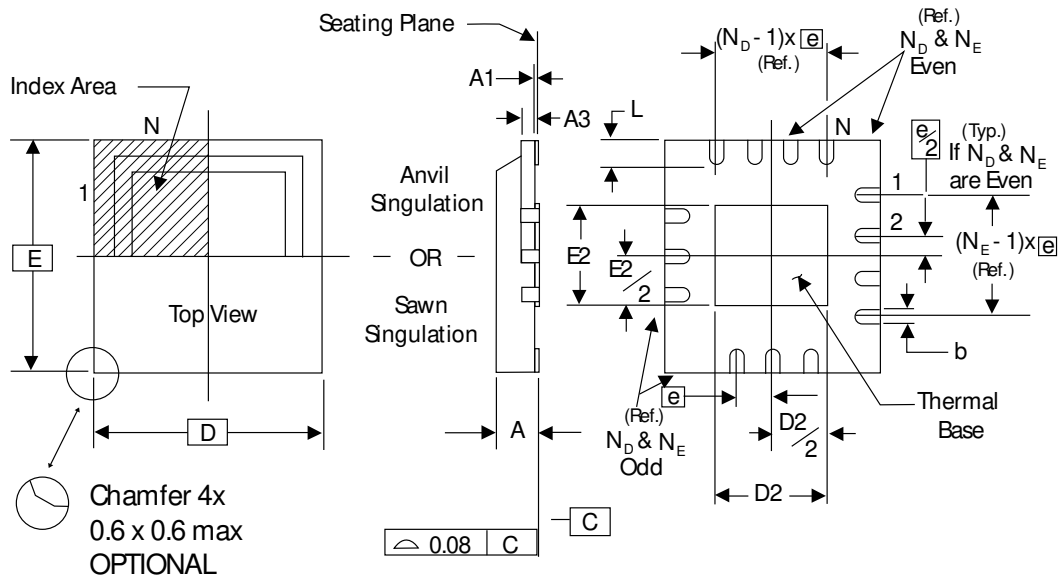 Seating Plane
(Ref.)
N_D & N_E
Even
(N_D - 1) x e
(Ref.)
A1
Index Area
L
A3
N
N
e/2
(Typ.)
If N_D & N_E
are Even
1
Anvil
Singulation
1
2
(N_E - 1) x e
(Ref.)
E
OR
E2
E2/2
Top View
Sawn
Singulation
b
e
Thermal
Base
(Ref.)
N_D & N_E
Odd
D
A
D2/2
D2
Chamfer 4x
0.6 x 0.6 max
OPTIONAL
C
⌓ 0.08 C